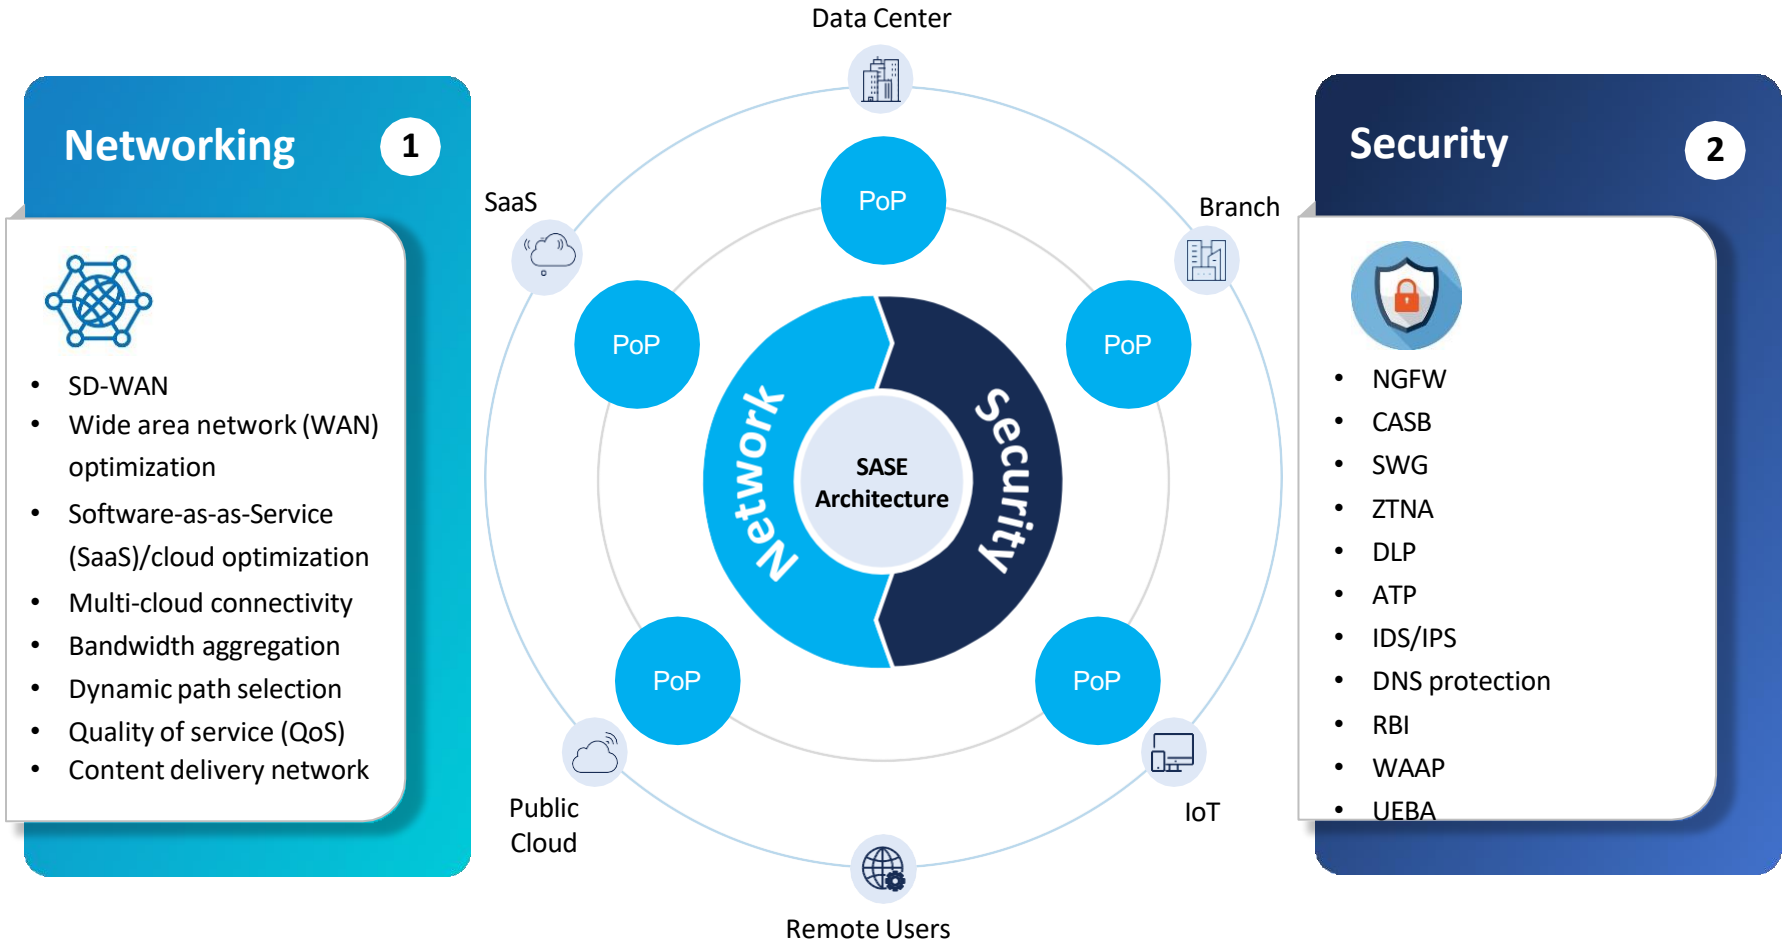 Data Center
Networking
1
SD-WAN
Wide area network (WAN)
optimization
Software-as-as-Service
(SaaS)/cloud optimization
Multi-cloud connectivity
Bandwidth aggregation
Dynamic path selection
Quality of service (QoS)
Content delivery network
SaaS
Branch
PoP
PoP
PoP
Network
Security
SASE
Architecture
PoP
PoP
Public
Cloud
IoT
Remote Users
Security
2
NGFW
CASB
SWG
ZTNA
DLP
ATP
IDS/IPS
DNS protection
RBI
WAAP
UEBA